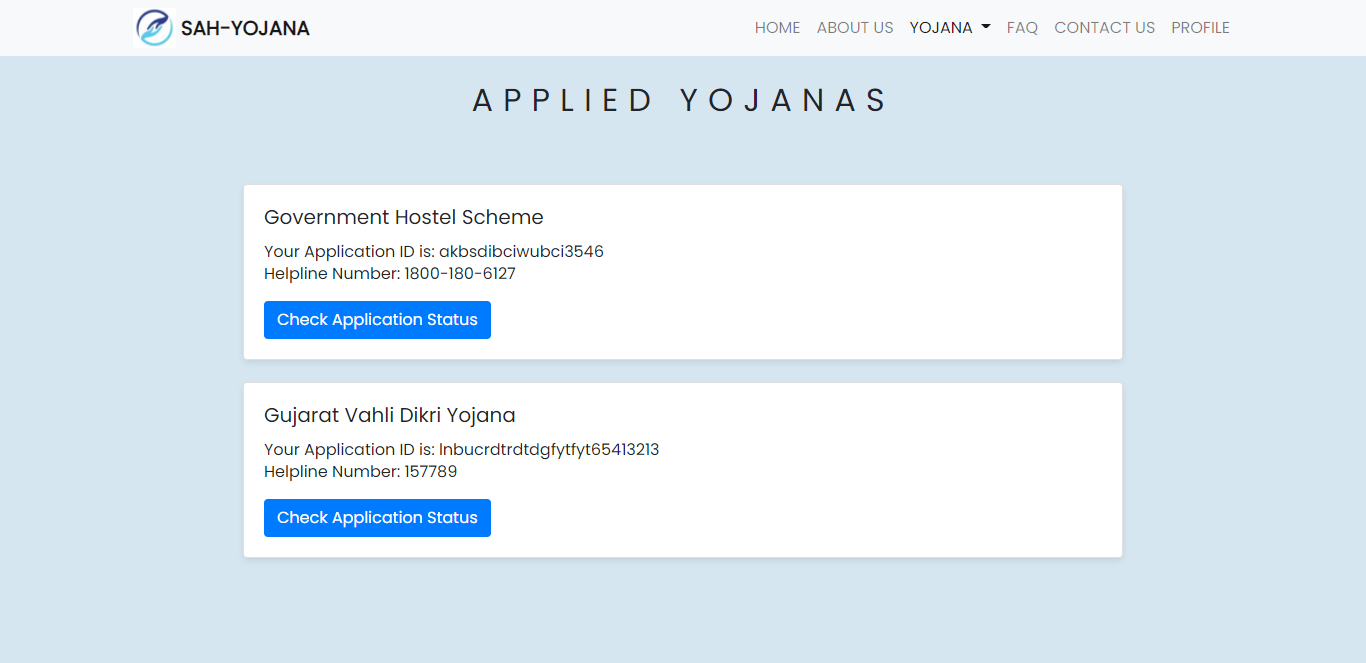 SAH-YOJANA
HOME ABOUT US YOJANA FAQ CONTACT US PROFILE
APPLIED YOJANAS
Government Hostel Scheme
Your Application ID is: akbsdibciwubci3546
Helpline Number: 1800-180-6127
Check Application Status
Gujarat Vahli Dikri Yojana
Your Application ID is: lnbucrdtrdtdgfytfyt65413213
Helpline Number: 157789
Check Application Status